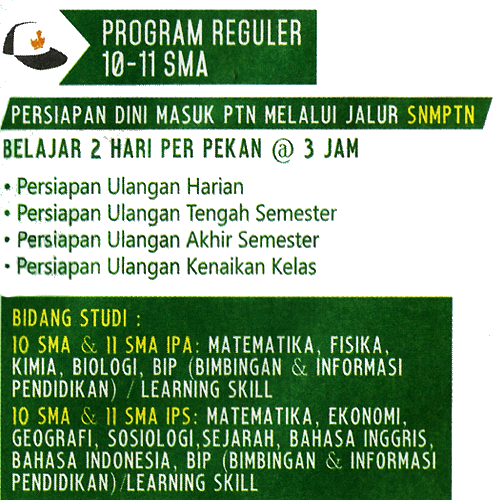 PROGRAM REGULER
10-11 SMA
PERSIAPAN DINI MASUK PTN MELALUI JALUR SNMPTN
BELAJAR 2 HARI PER PEKAN @ 3 JAM
• Persiapan Ulangan Harian
• Persiapan Ulangan Tengah Semester
• Persiapan Ulangan Akhir Semester
• Persiapan Ulangan Kenaikan Kelas
BIDANG STUDI :
10 SMA & 11 SMA IPA: MATEMATIKA, FISIKA,
KIMIA, BIOLOGI, BIP (BIMBINGAN & INFORMASI
PENDIDIKAN) / LEARNING SKILL
10 SMA & 11 SMA IPS: MATEMATIKA, EKONOMI,
GEOGRAFI, SOSIOLOGI,SEJARAH, BAHASA INGGRIS,
BAHASA INDONESIA, BIP (BIMBINGAN & INFORMASI
PENDIDIKAN)/LEARNING SKILL